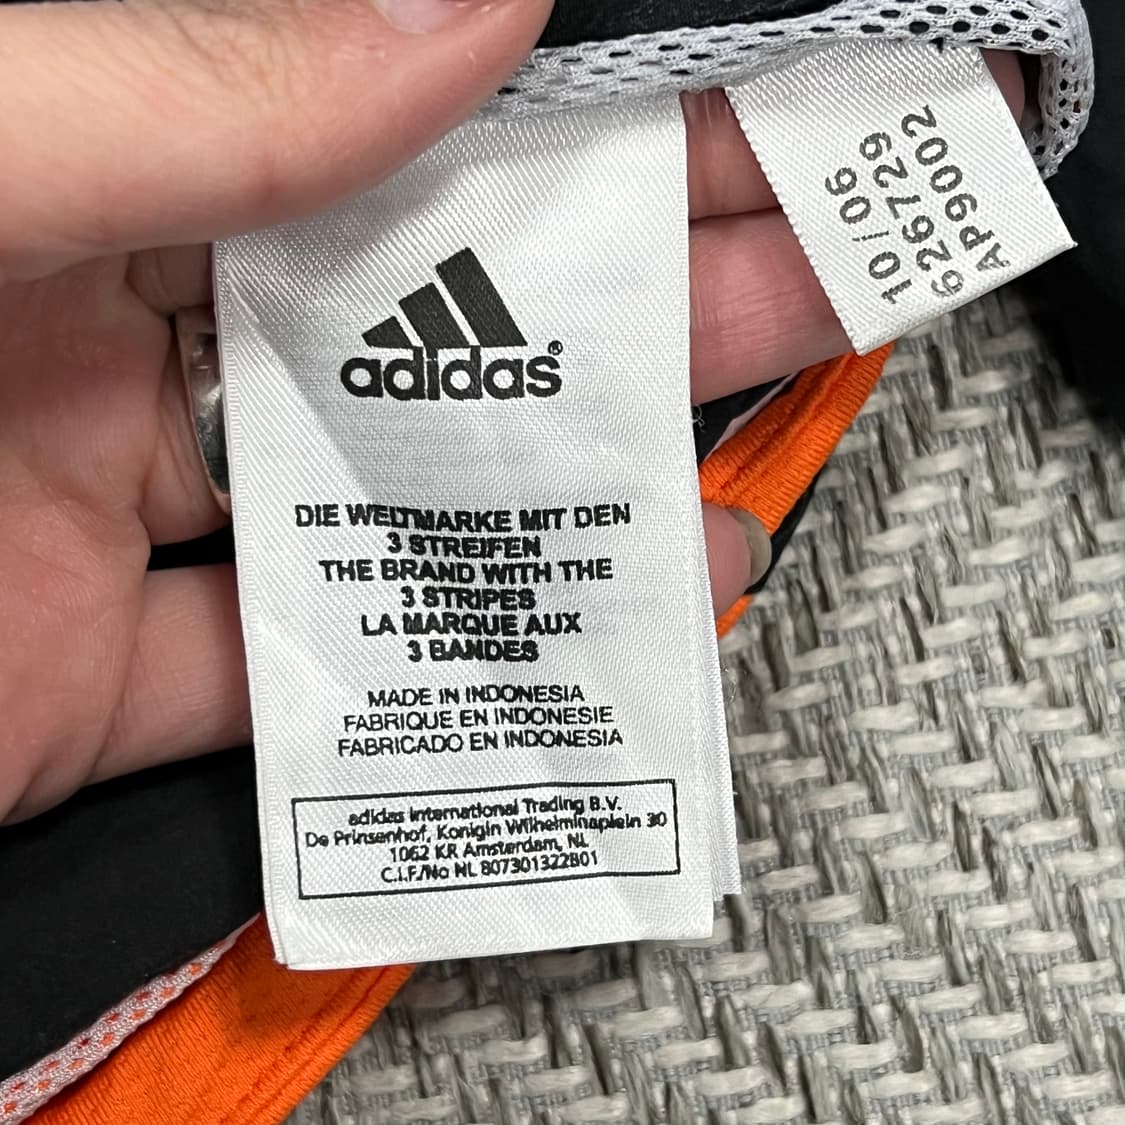 adidas®
DIE WELTMARKE MIT DEN
3 STREIFEN
THE BRAND WITH THE
3 STRIPES
LA MARQUE AUX
3 BANDES
MADE IN INDONESIA
FABRIQUE EN INDONESIE
FABRICADO EN INDONESIA
adidas International Trading B.V.
De Prinsenhof, Konigin Wilhelminaplein 30
1062 KR Amsterdam, NL
C.I.F./No NL 807301322B01
10/06
626729
AP9002